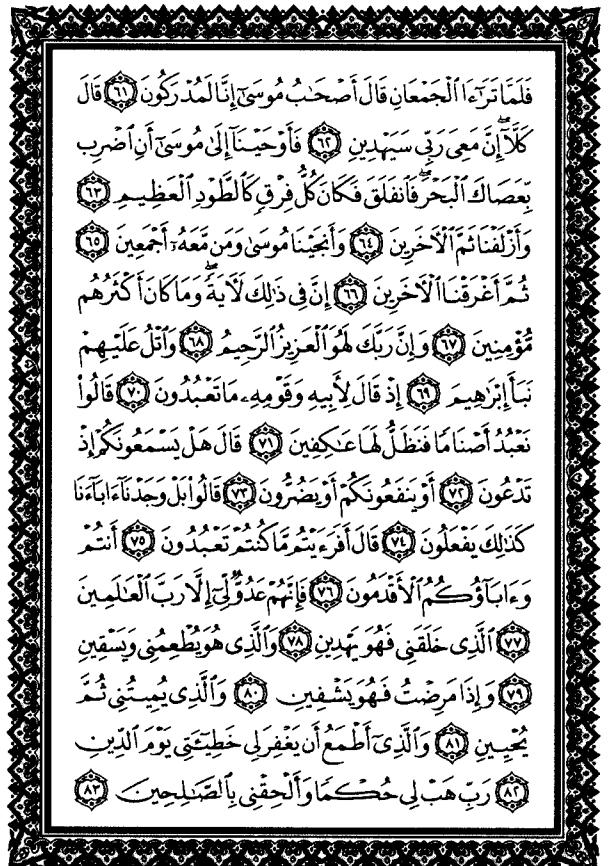 فَلَمَّا تَرَٰٓءَا ٱلْجَمْعَانِ قَالَ أَصْحَٰبُ مُوسَىٰٓ إِنَّا لَمُدْرَكُونَ ۝٦١ قَالَ
كَلَّآ ۖ إِنَّ مَعِىَ رَبِّى سَيَهْدِينِ ۝٦٢ فَأَوْحَيْنَآ إِلَىٰ مُوسَىٰٓ أَنِ ٱضْرِب
بِّعَصَاكَ ٱلْبَحْرَ ۖ فَٱنفَلَقَ فَكَانَ كُلُّ فِرْقٍ كَٱلطَّوْدِ ٱلْعَظِيمِ ۝٦٣
وَأَزْلَفْنَا ثَمَّ ٱلْأَخَرِينَ ۝٦٤ وَأَنجَيْنَا مُوسَىٰ وَمَن مَّعَهُۥٓ أَجْمَعِينَ ۝٦٥
ثُمَّ أَغْرَقْنَا ٱلْأَخَرِينَ ۝٦٦ إِنَّ فِى ذَٰلِكَ لَأَيَةً ۖ وَمَا كَانَ أَكْثَرُهُم
مُّؤْمِنِينَ ۝٦٧ وَإِنَّ رَبَّكَ لَهُوَ ٱلْعَزِيزُ ٱلرَّحِيمُ ۝٦٨ وَٱتْلُ عَلَيْهِمْ
نَبَأَ إِبْرَٰهِيمَ ۝٦٩ إِذْ قَالَ لِأَبِيهِ وَقَوْمِهِۦ مَا تَعْبُدُونَ ۝٧٠ قَالُوا۟
نَعْبُدُ أَصْنَامًا فَنَظَلُّ لَهَا عَٰكِفِينَ ۝٧١ قَالَ هَلْ يَسْمَعُونَكُمْ إِذْ
تَدْعُونَ ۝٧٢ أَوْ يَنفَعُونَكُمْ أَوْ يَضُرُّونَ ۝٧٣ قَالُوا۟ بَلْ وَجَدْنَآ ءَابَآءَنَا
كَذَٰلِكَ يَفْعَلُونَ ۝٧٤ قَالَ أَفَرَءَيْتُم مَّا كُنتُمْ تَعْبُدُونَ ۝٧٥ أَنتُمْ
وَءَابَآؤُكُمُ ٱلْأَقْدَمُونَ ۝٧٦ فَإِنَّهُمْ عَدُوٌّ لِّىٓ إِلَّا رَبَّ ٱلْعَٰلَمِينَ
۝٧٧ ٱلَّذِى خَلَقَنِى فَهُوَ يَهْدِينِ ۝٧٨ وَٱلَّذِى هُوَ يُطْعِمُنِى وَيَسْقِينِ
۝٧٩ وَإِذَا مَرِضْتُ فَهُوَ يَشْفِينِ ۝٨٠ وَٱلَّذِى يُمِيتُنِى ثُمَّ
يُحْيِينِ ۝٨١ وَٱلَّذِىٓ أَطْمَعُ أَن يَغْفِرَ لِى خَطِيٓـَٔتِى يَوْمَ ٱلدِّينِ
۝٨٢ رَبِّ هَبْ لِى حُكْمًا وَأَلْحِقْنِى بِٱلصَّٰلِحِينَ ۝٨٣